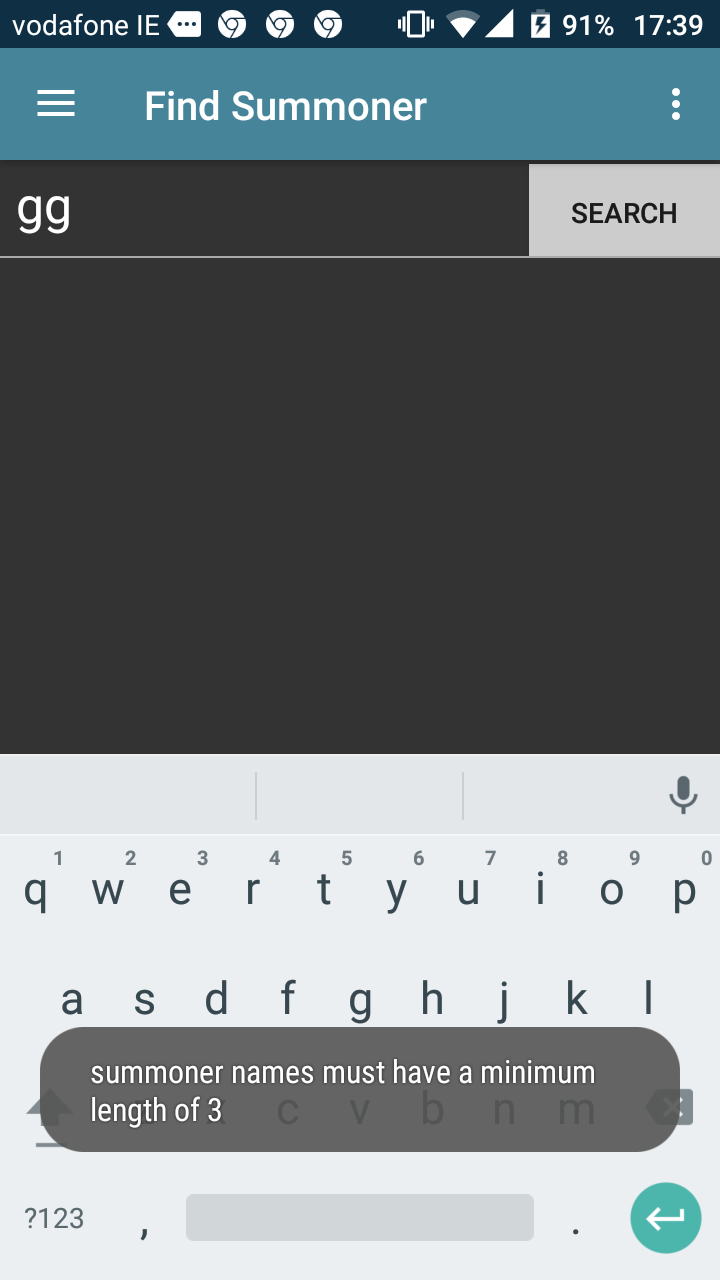 vodafone IE 91% 17:39
Find Summoner
gg SEARCH
1 2 3 4 5 6 7 8 9 0
q w e r t y u i o p
a s d f g h j k l
summoner names must have a minimum
length of 3
c v b n m
?123 , .